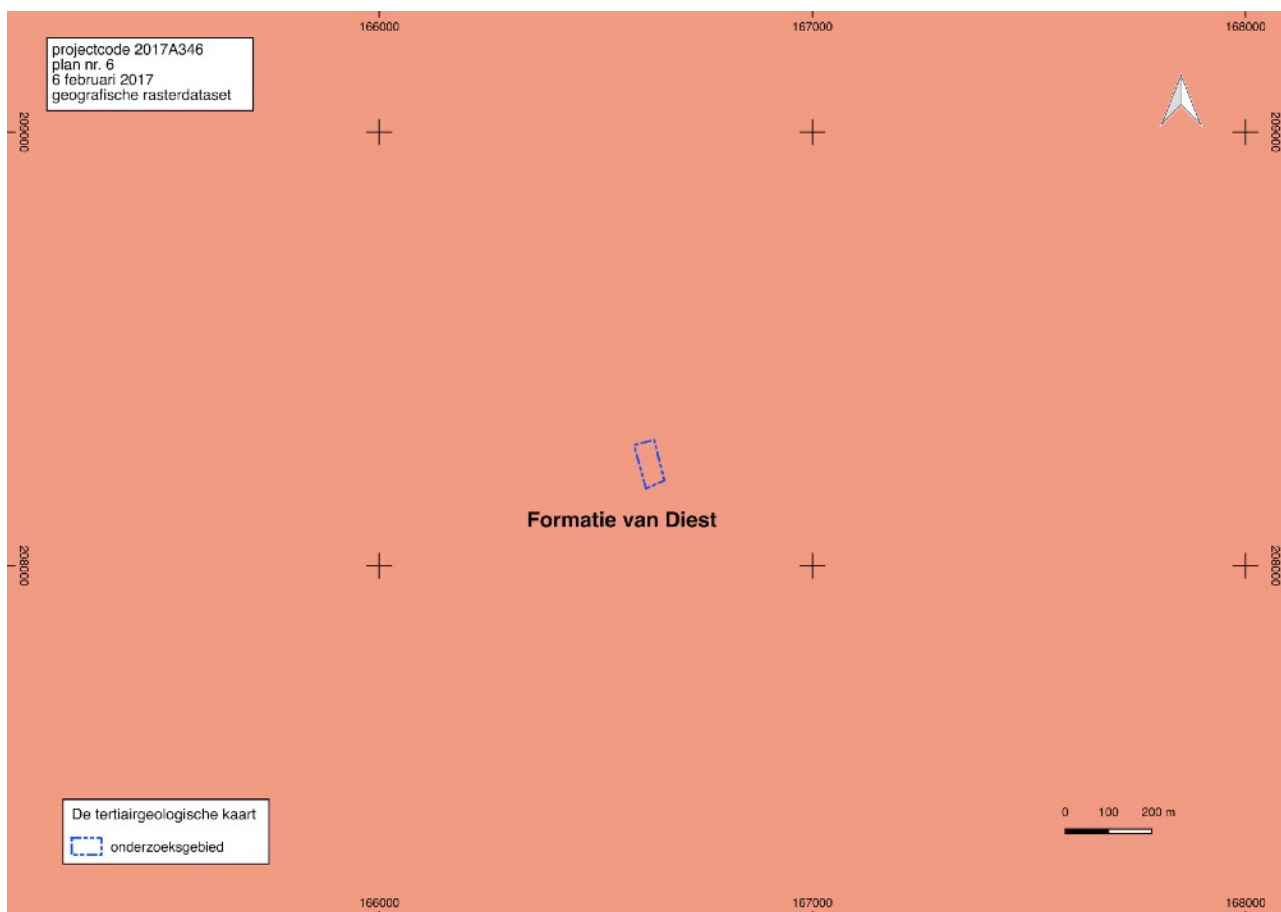 166000
167000
168000
projectcode 2017A346
plan nr. 6
6 februari 2017
geografische rasterdataset
209000
209000
Formatie van Diest
208000
208000
De tertiairgeologische kaart
onderzoeksgebied
0 100 200 m
166000
167000
168000